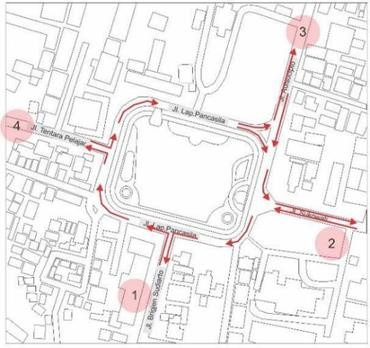 3
Jl. Lap.Pancasila
4
Jl. Tentara Pelajar
Jl. Lap.Pancasila
2
1
Jl. Brigjen Sudiarto